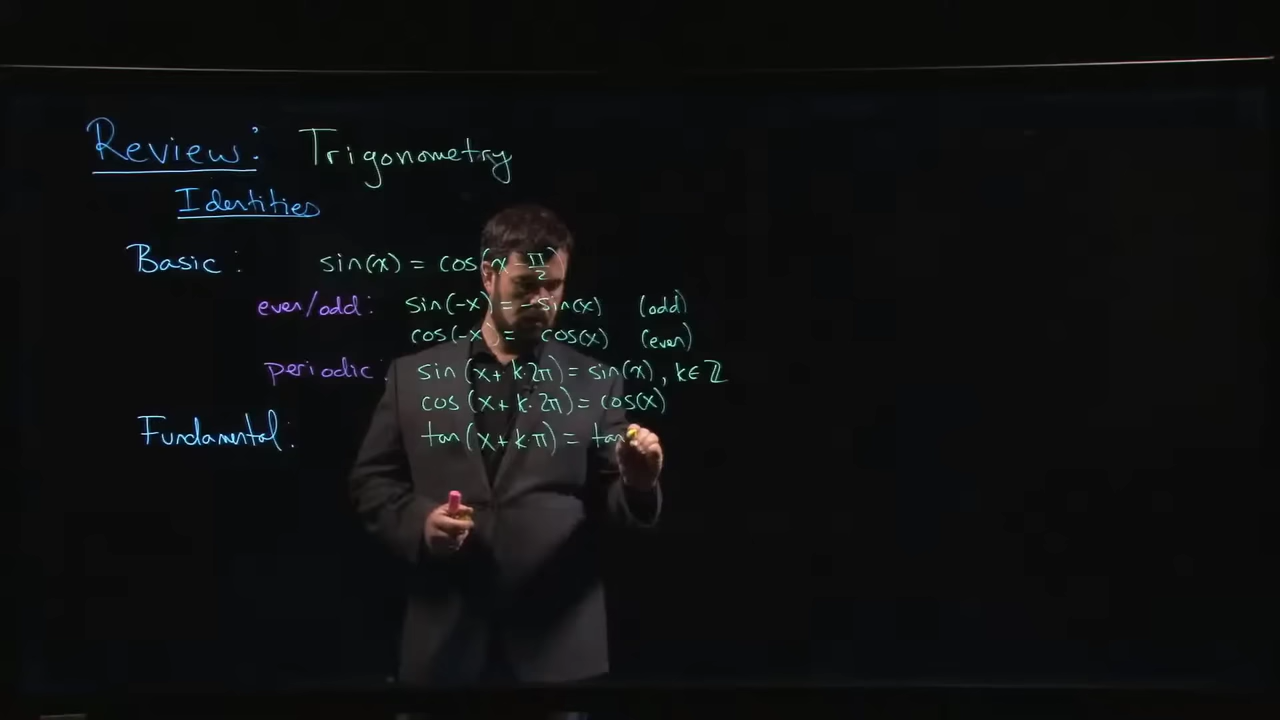 Review: Trigonometry
Identities
Basic: sin(x) = cos(x - π/2)
even/odd: sin(-x) = -sin(x) (odd)
cos(-x) = cos(x) (even)
periodic: sin(x + k·2π) = sin(x), k∈ℤ
cos(x + k·2π) = cos(x)
Fundamental: tan(x + k·π) = tan